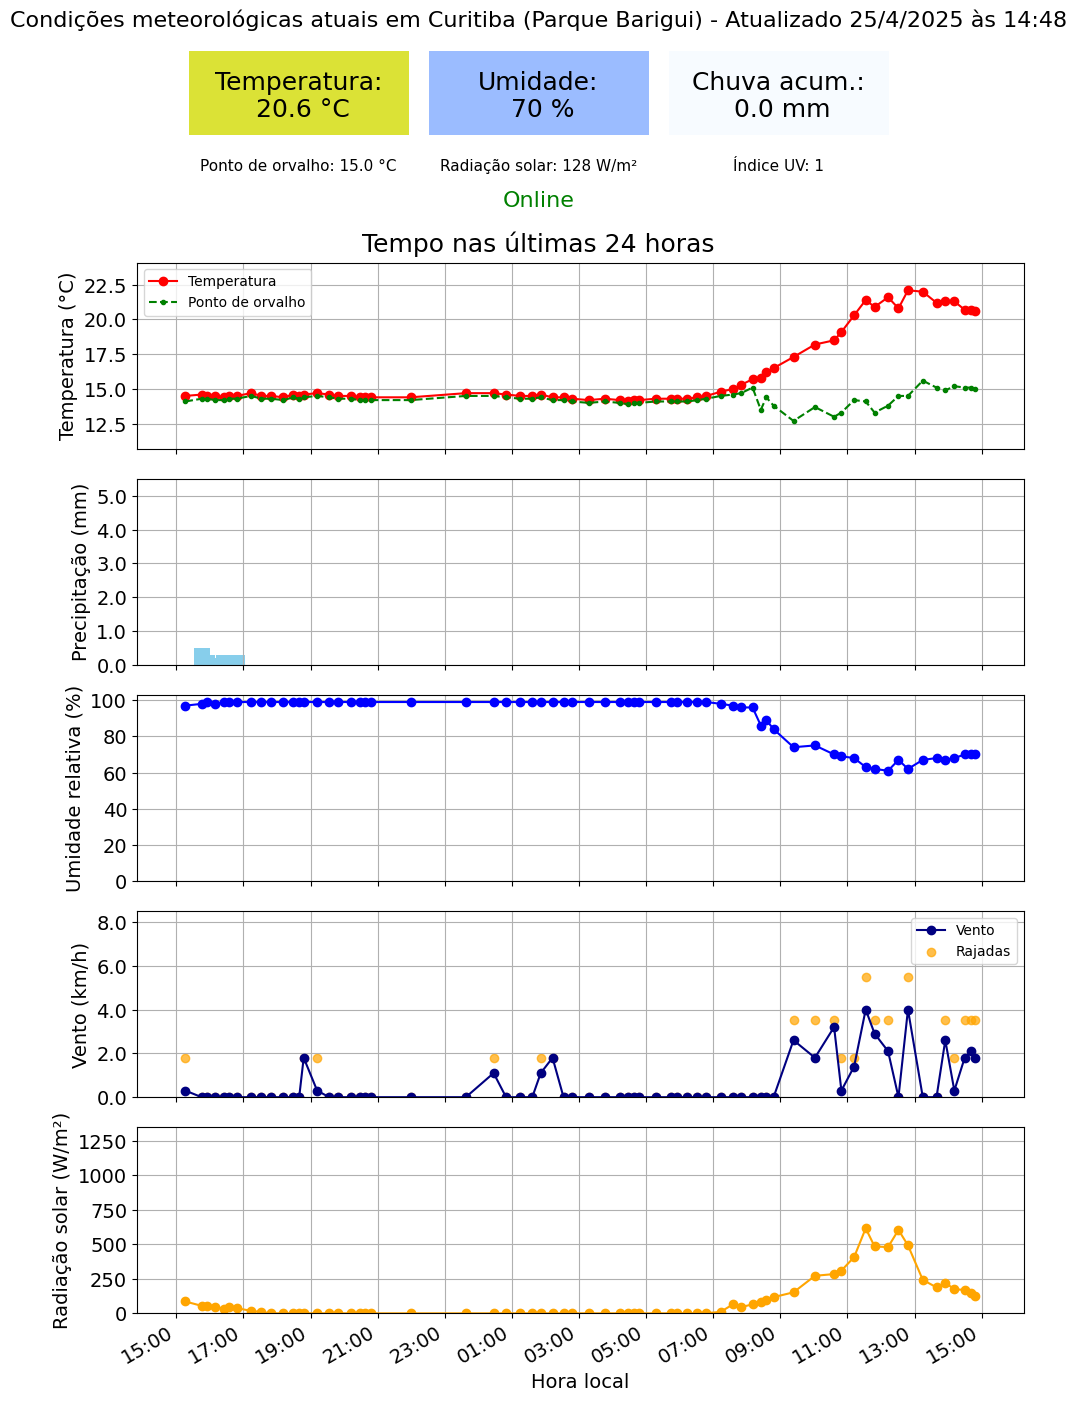 Condições meteorológicas atuais em Curitiba (Parque Barigui) - Atualizado 25/4/2025 às 14:48
Temperatura:
20.6 °C
Umidade:
70 %
Chuva acum.:
0.0 mm
Ponto de orvalho: 15.0 °C
Radiação solar: 128 W/m²
Índice UV: 1
Online
Tempo nas últimas 24 horas
Temperatura (°C)
22.5
20.0
17.5
15.0
12.5
Temperatura
Ponto de orvalho
Precipitação (mm)
5.0
4.0
3.0
2.0
1.0
0.0
Umidade relativa (%)
100
80
60
40
20
0
Vento (km/h)
8.0
6.0
4.0
2.0
0.0
Vento
Rajadas
Radiação solar (W/m²)
1250
1000
750
500
250
0
15:00
17:00
19:00
21:00
23:00
01:00
03:00
05:00
07:00
09:00
11:00
13:00
15:00
Hora local